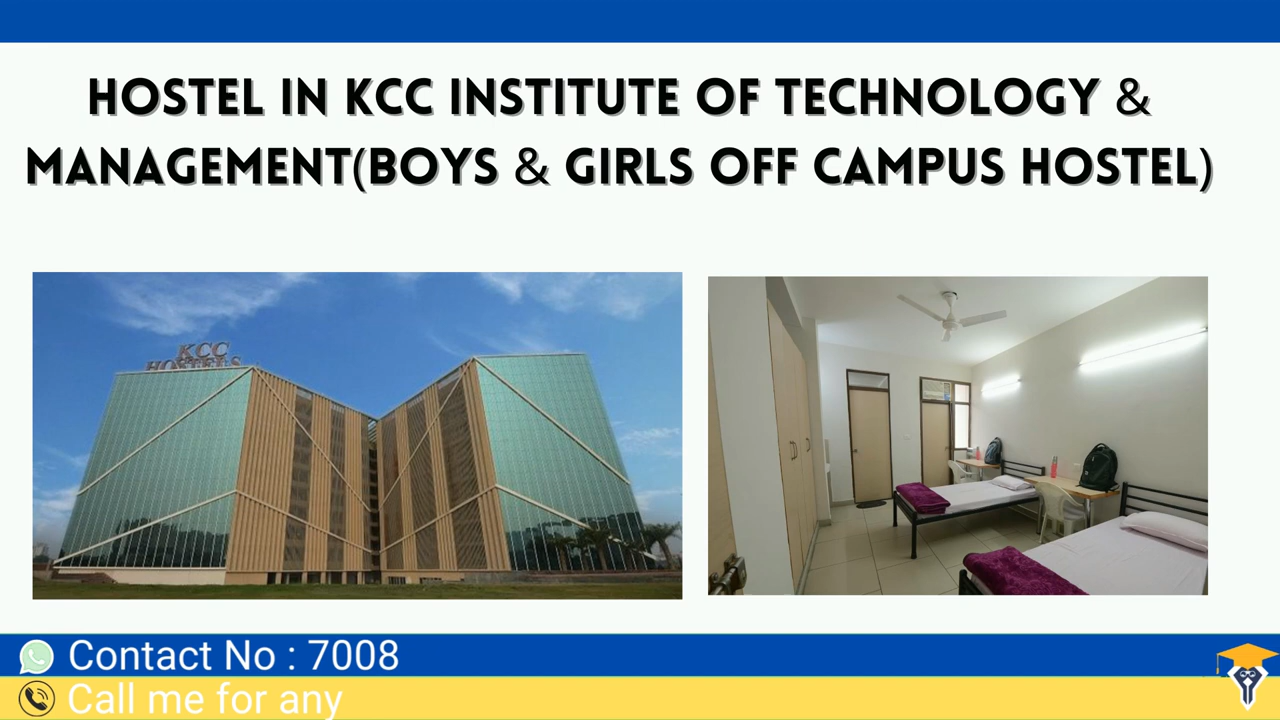 HOSTEL IN KCC INSTITUTE OF TECHNOLOGY &
MANAGEMENT(BOYS & GIRLS OFF CAMPUS HOSTEL)
KCC
HOSTELS
Contact No : 7008
Call me for any